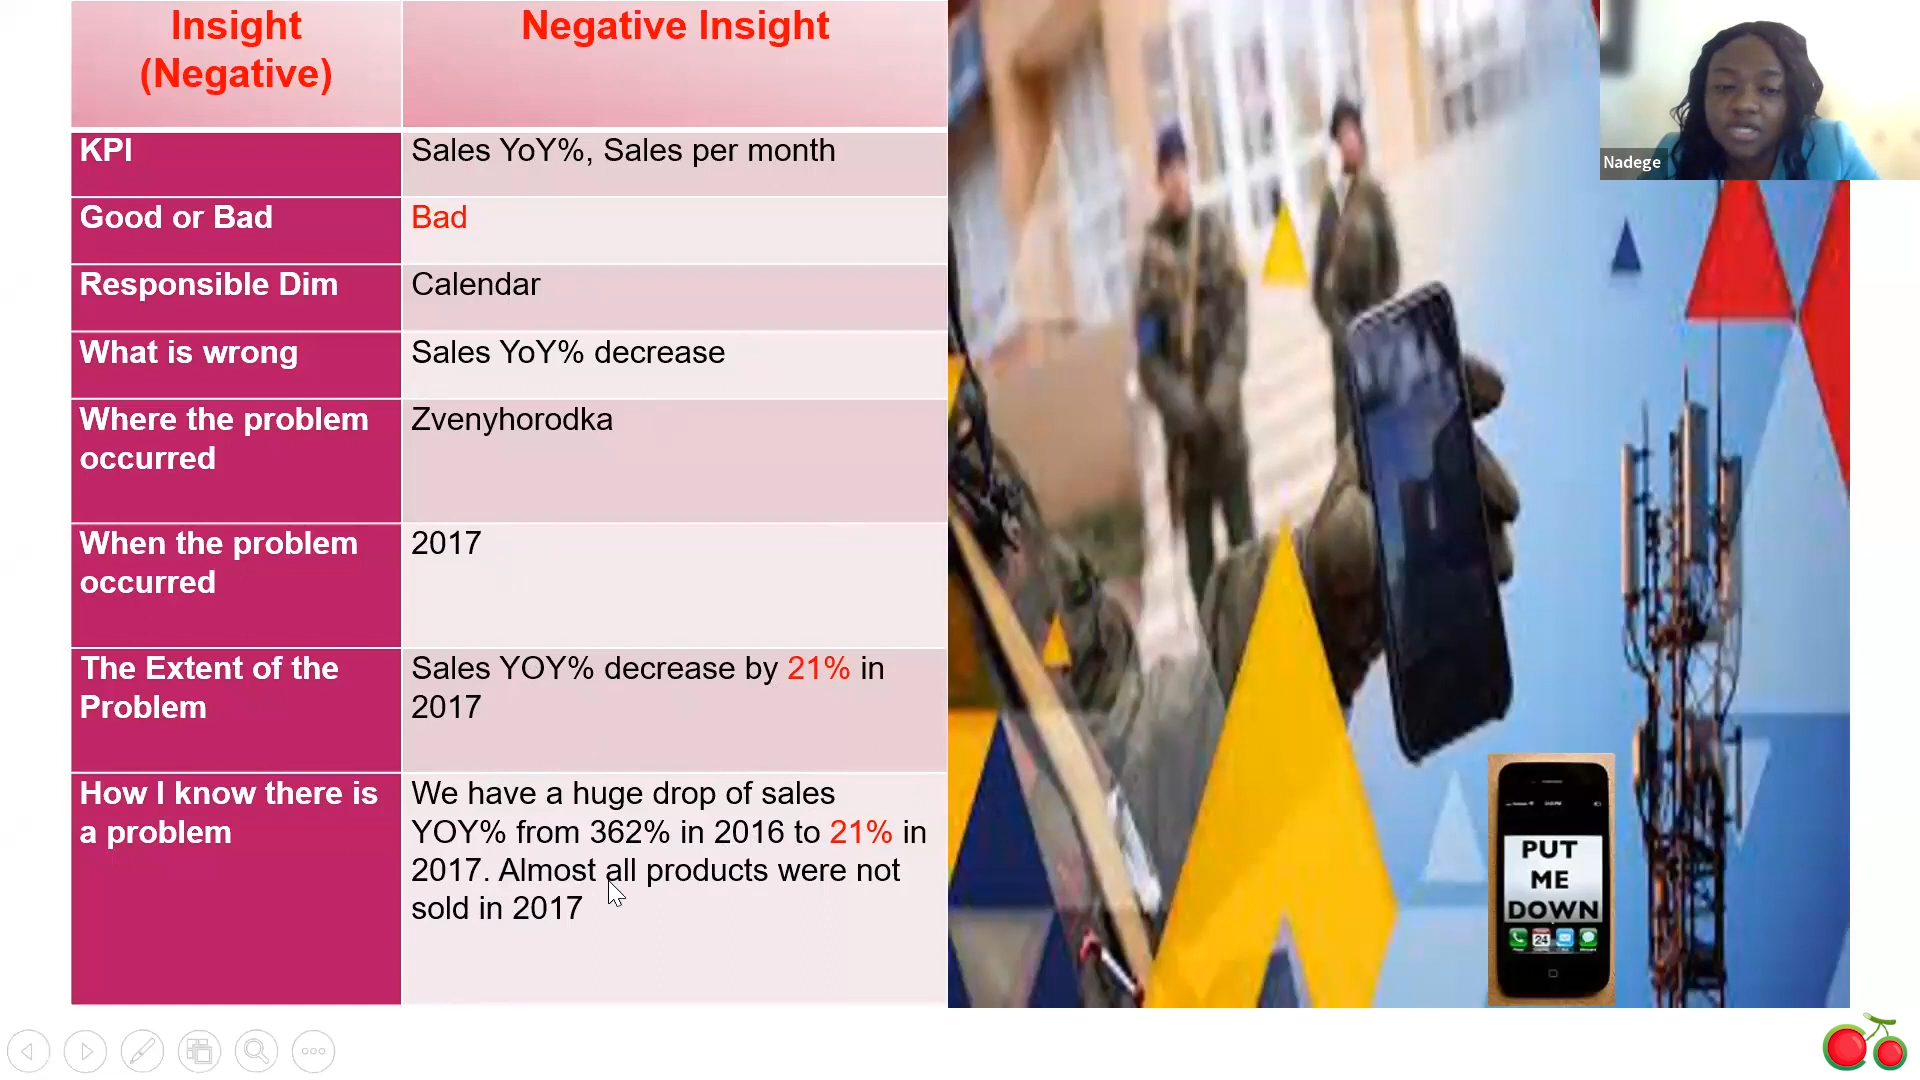 Insight
(Negative)
Negative Insight
KPI
Sales YoY%, Sales per month
Good or Bad
Bad
Responsible Dim
Calendar
What is wrong
Sales YoY% decrease
Where the problem
occurred
Zvenyhorodka
When the problem
occurred
2017
The Extent of the
Problem
Sales YOY% decrease by 21% in
2017
How I know there is
a problem
We have a huge drop of sales
YOY% from 362% in 2016 to 21% in
2017. Almost all products were not
sold in 2017
Nadege
PUT
ME
DOWN
24